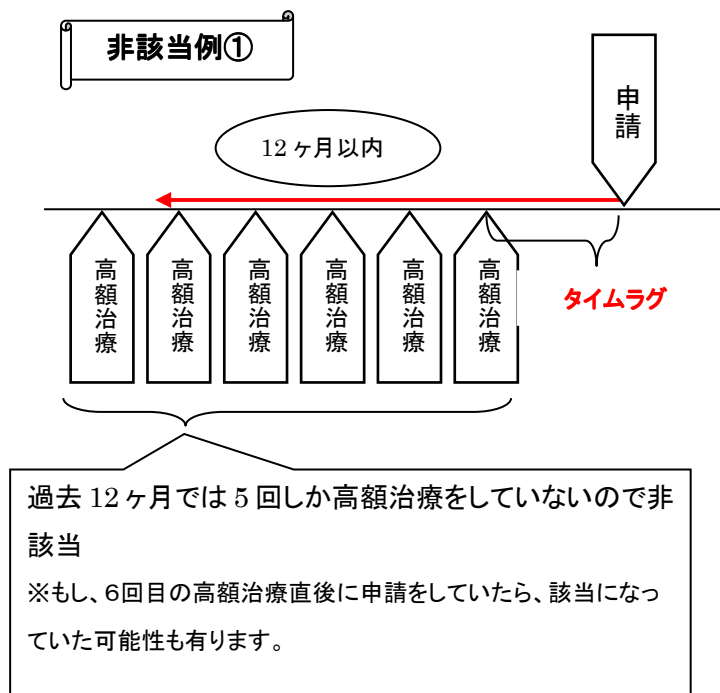 非該当例①
申請
12ヶ月以内
高額治療
高額治療
高額治療
高額治療
高額治療
高額治療
タイムラグ
過去12ヶ月では5回しか高額治療をしていないので非
該当
※もし、６回目の高額治療直後に申請をしていたら、該当になっ
ていた可能性も有ります。